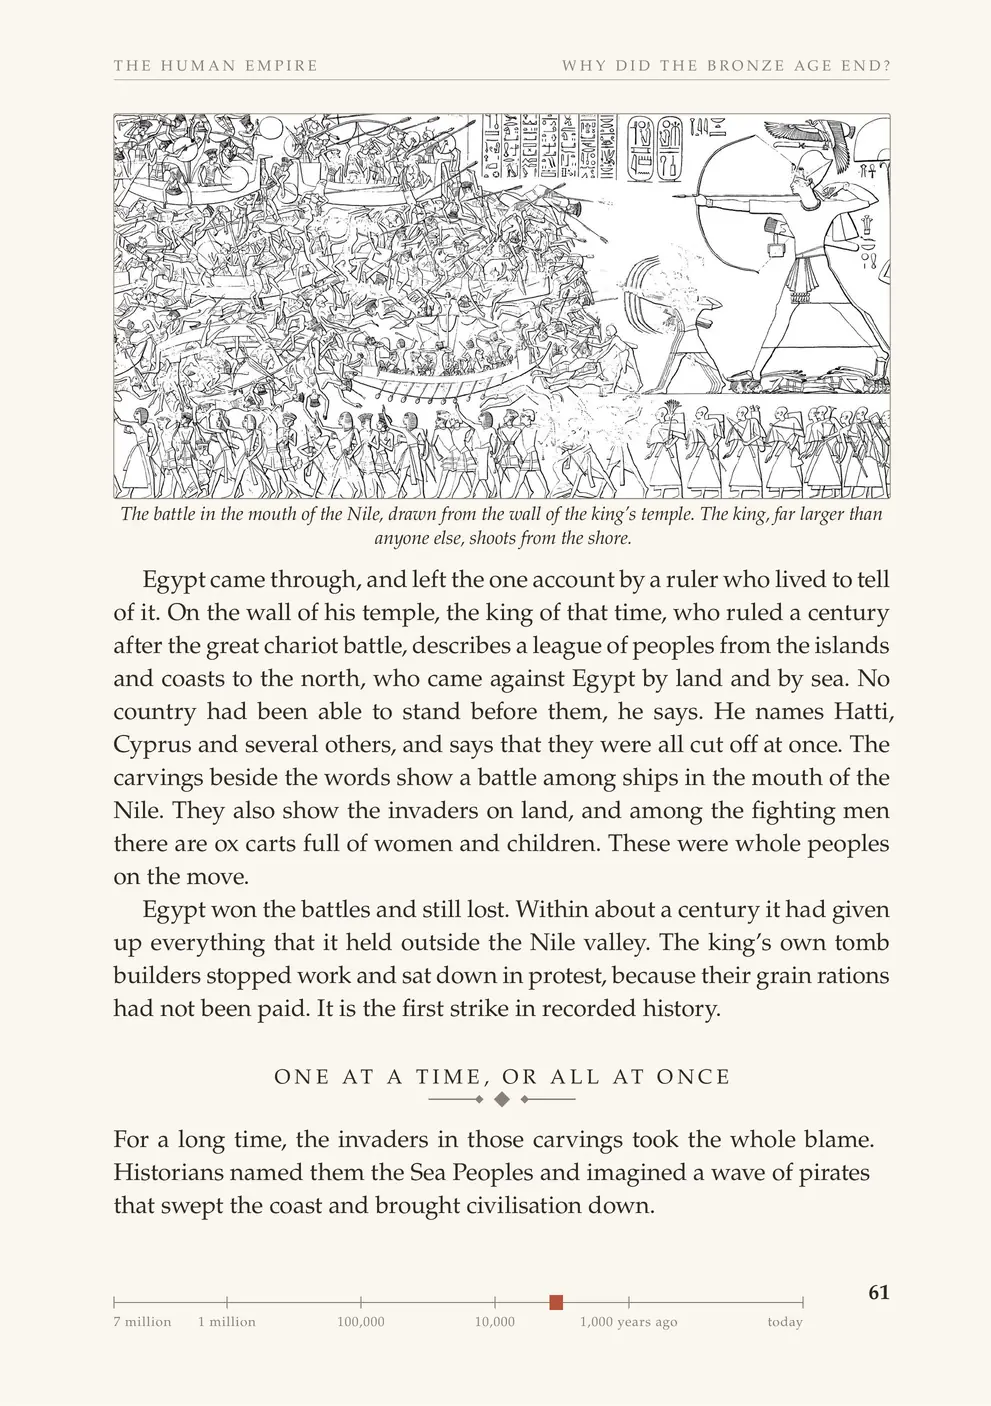 THE HUMAN EMPIRE
WHY DID THE BRONZE AGE END?
The battle in the mouth of the Nile, drawn from the wall of the king’s temple. The king, far larger than
anyone else, shoots from the shore.
Egypt came through, and left the one account by a ruler who lived to tell
of it. On the wall of his temple, the king of that time, who ruled a century
after the great chariot battle, describes a league of peoples from the islands
and coasts to the north, who came against Egypt by land and by sea. No
country had been able to stand before them, he says. He names Hatti,
Cyprus and several others, and says that they were all cut off at once. The
carvings beside the words show a battle among ships in the mouth of the
Nile. They also show the invaders on land, and among the fighting men
there are ox carts full of women and children. These were whole peoples
on the move.
Egypt won the battles and still lost. Within about a century it had given
up everything that it held outside the Nile valley. The king’s own tomb
builders stopped work and sat down in protest, because their grain rations
had not been paid. It is the first strike in recorded history.
ONE AT A TIME, OR ALL AT ONCE
For a long time, the invaders in those carvings took the whole blame.
Historians named them the Sea Peoples and imagined a wave of pirates
that swept the coast and brought civilisation down.
61
7 million 1 million 100,000 10,000 1,000 years ago today